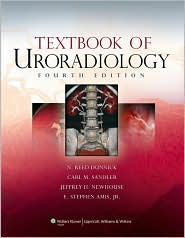 TEXTBOOK OF
URORADIOLOGY
FOURTH EDITION
N. REED DUNNICK
CARL M. SANDLER
JEFFREY H. NEWHOUSE
E. STEPHEN AMIS, JR.
Wolters Kluwer | Lippincott Williams & Wilkins